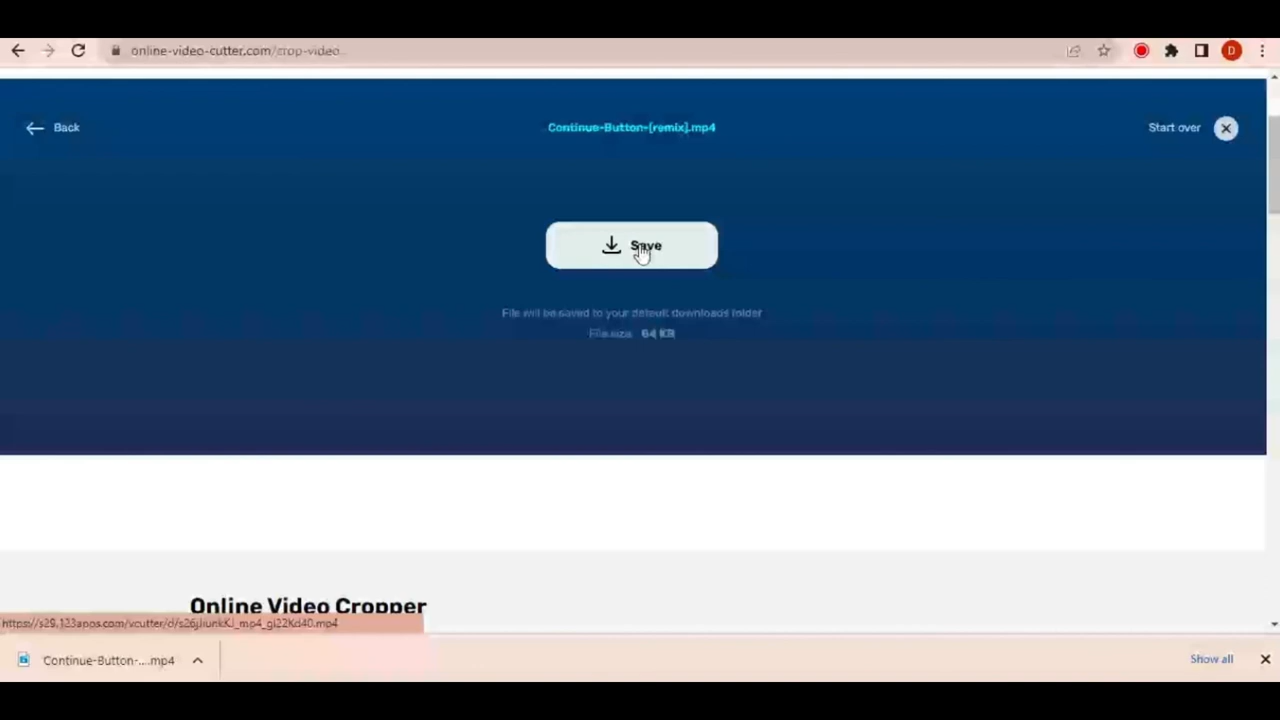 online-video-cutter.com/crop-video
D
Back
Continue-Button-[remix].mp4
Start over
Save
File will be saved to your default downloads folder
File size: 64 KB
Online Video Cropper
Continue-Button-....mp4
Show all